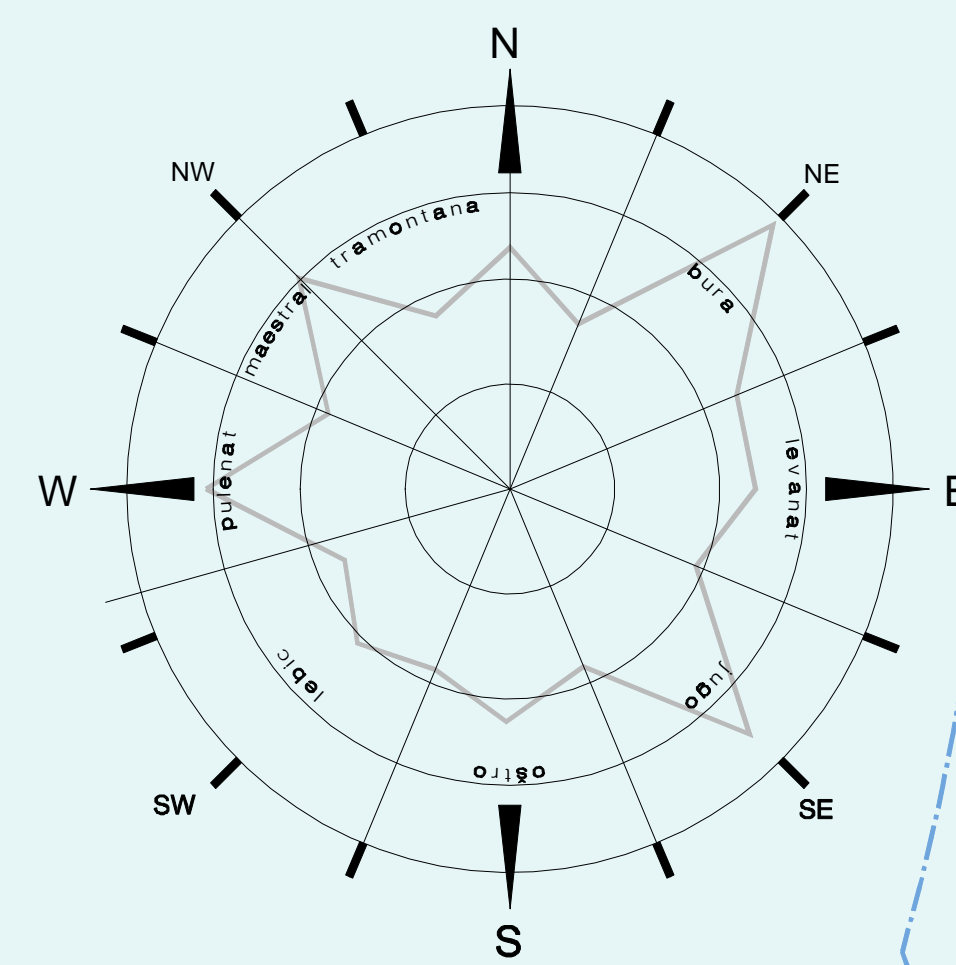 N
NW
NE
tramontana
bura
maestral
pulenat
levanat
W
E
lebic
jugo
oštro
SW
SE
S